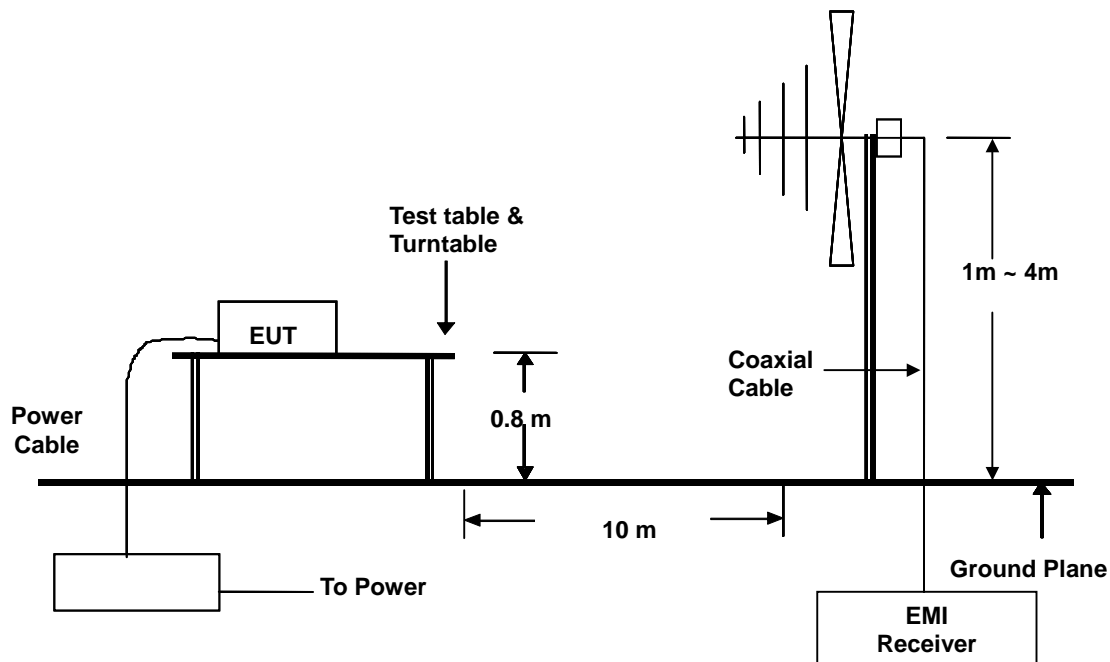 Test table &
Turntable
1m ~ 4m
EUT
Coaxial
Cable
0.8 m
Power
Cable
10 m
Ground Plane
To Power
EMI
Receiver